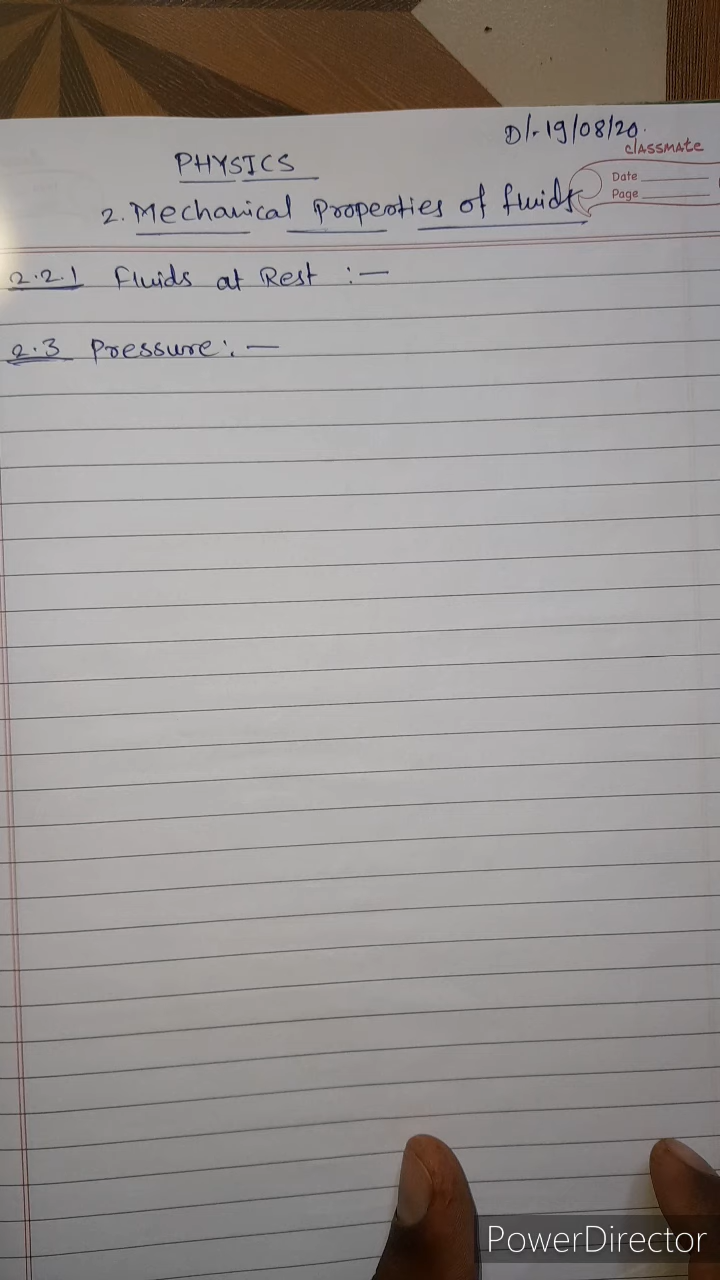 D/- 19/08/20.
classmate
PHYSICS
Date
Page
2. Mechanical Properties of fluids
2.2.1 Fluids at Rest :-
2.3 Pressure :-
PowerDirector